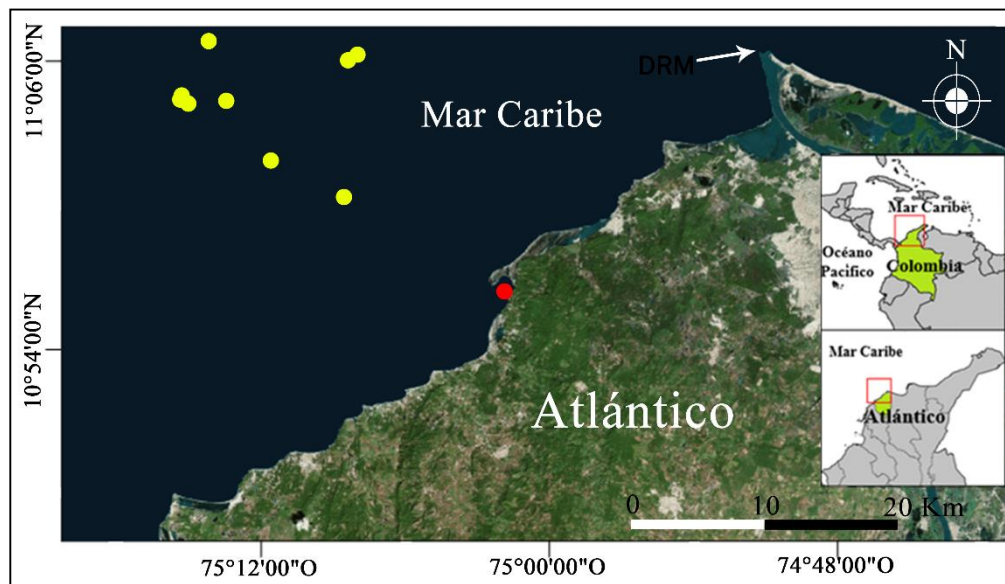 11°06'00"N
10°54'00"N
DRM
N
Mar Caribe
Atlántico
Mar Caribe
Océano
Pacifico
Colombia
Mar Caribe
Atlántico
0 10 20 Km
75°12'00"O 75°00'00"O 74°48'00"O